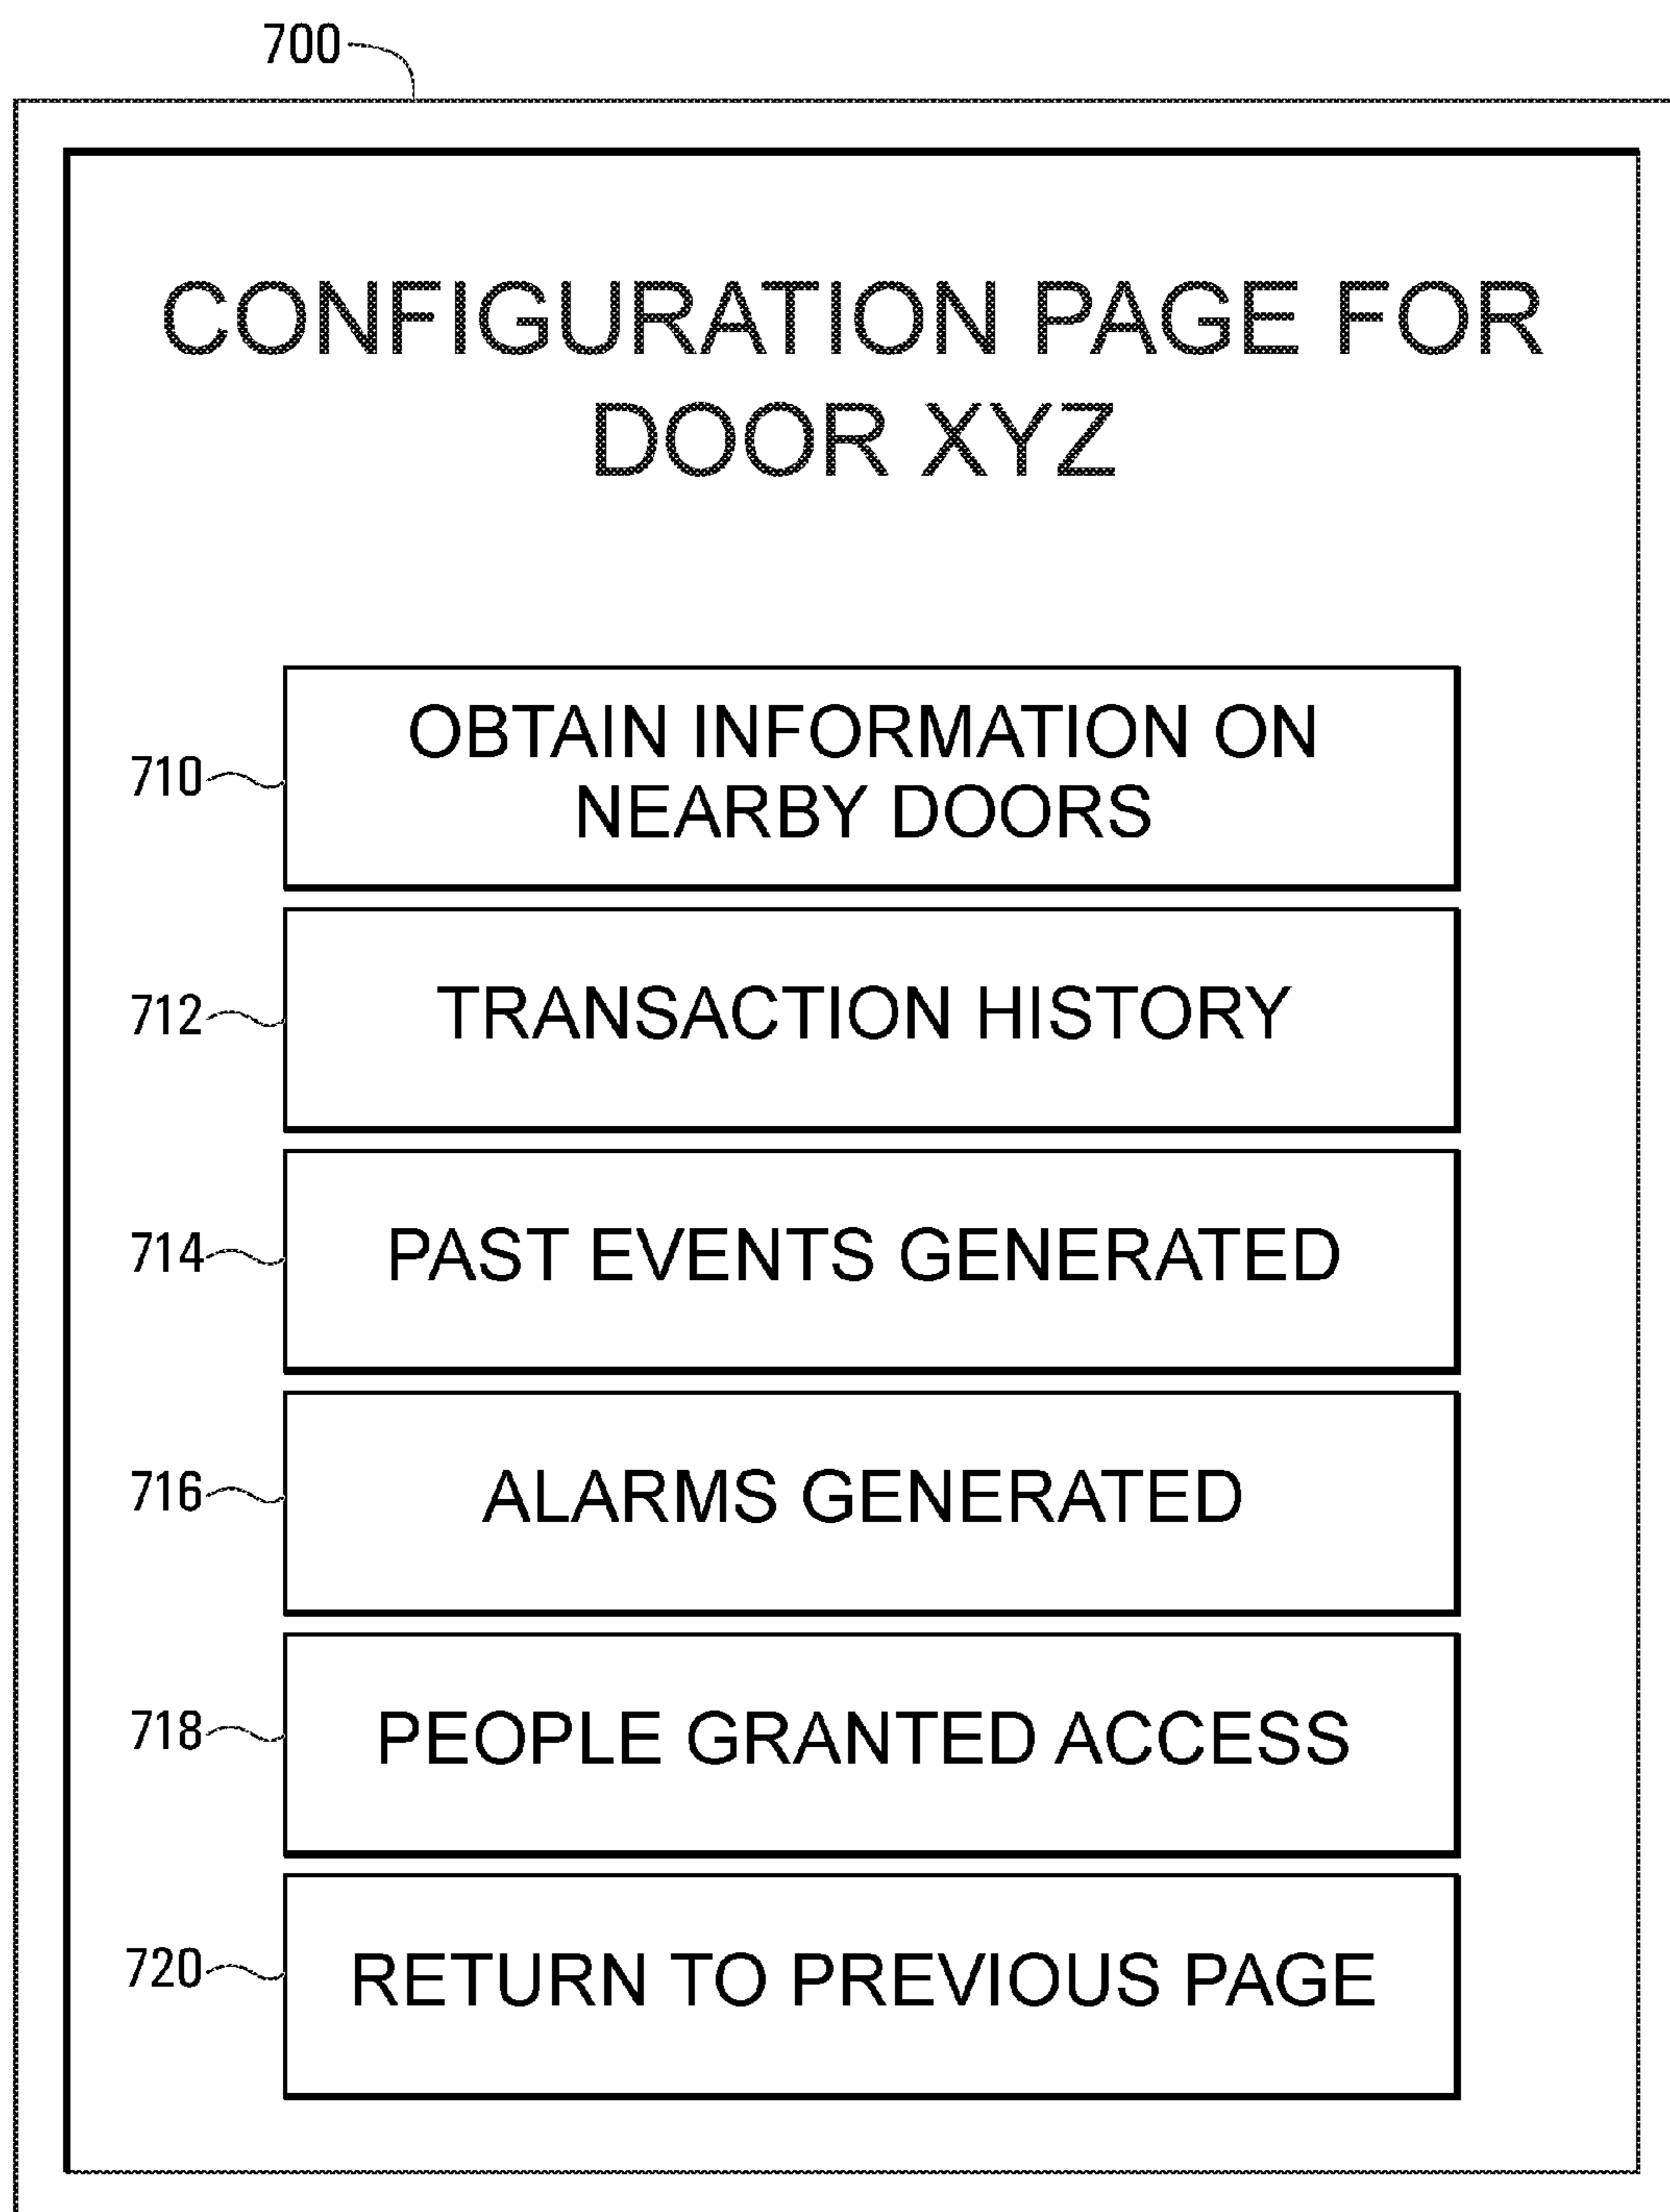 700
CONFIGURATION PAGE FOR
DOOR XYZ
710
OBTAIN INFORMATION ON
NEARBY DOORS
712
TRANSACTION HISTORY
714
PAST EVENTS GENERATED
716
ALARMS GENERATED
718
PEOPLE GRANTED ACCESS
720
RETURN TO PREVIOUS PAGE